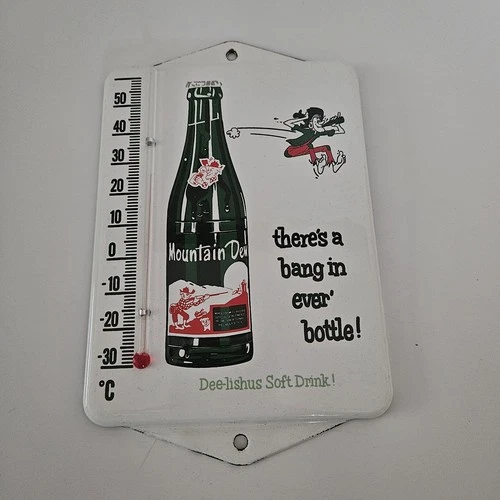 50
40
30
20
10
0
-10
-20
-30
°C
Mountain Dew
there's a
bang in
ever'
bottle!
Dee-lishus Soft Drink!